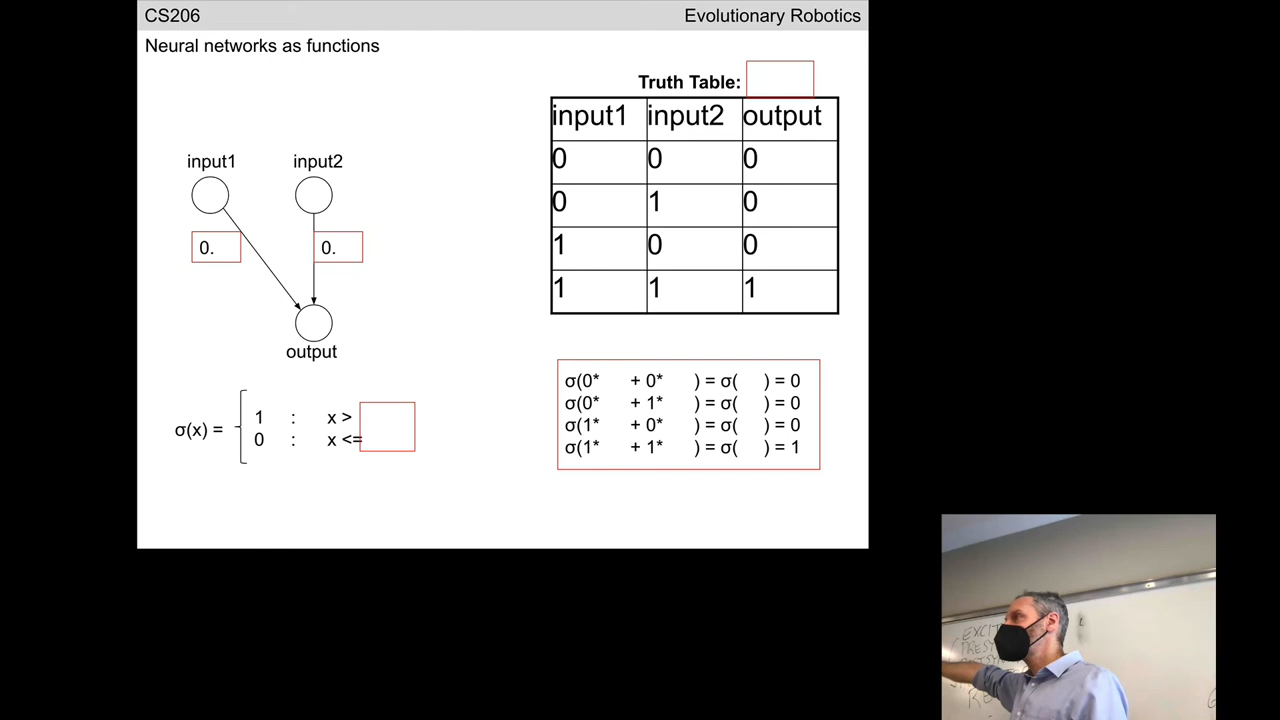 CS206 Evolutionary Robotics
Neural networks as functions
Truth Table:
input1 input2 output
0 0 0
0 1 0
1 0 0
1 1 1
input1 input2
0. 0.
output
σ(x) =
1 : x >
0 : x <=
σ(0* + 0* ) = σ( ) = 0
σ(0* + 1* ) = σ( ) = 0
σ(1* + 0* ) = σ( ) = 0
σ(1* + 1* ) = σ( ) = 1
EXCIT